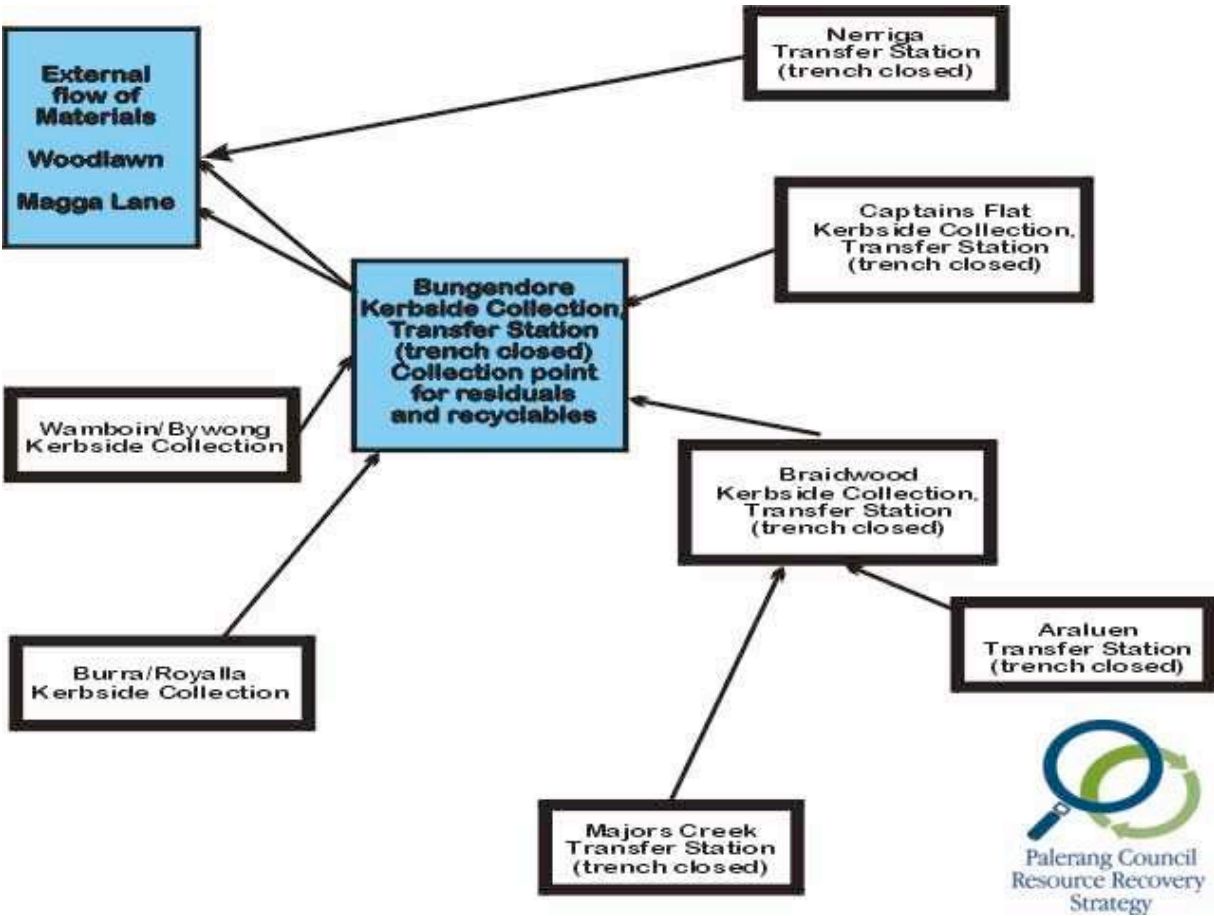 External
flow of
Materials
Woodlawn
Magga Lane
Nerriga
Transfer Station
(trench closed)
Captains Flat
Kerbside Collection,
Transfer Station
(trench closed)
Bungendore
Kerbside Collection,
Transfer Station
(trench closed)
Collection point
for residuals
and recyclables
Wamboin/Bywong
Kerbside Collection
Braidwood
Kerbside Collection,
Transfer Station
(trench closed)
Araluen
Transfer Station
(trench closed)
Burra/Royalla
Kerbside Collection
Majors Creek
Transfer Station
(trench closed)
Palerang Council
Resource Recovery
Strategy